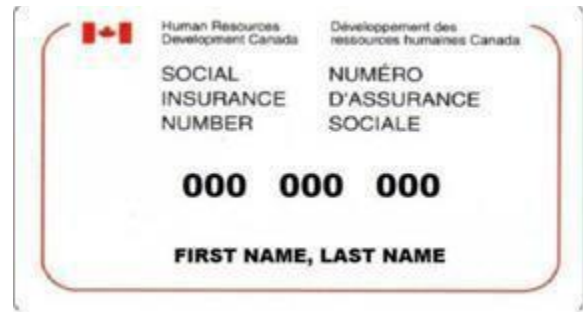 Human Resources
Development Canada
Développement des
ressources humaines Canada
SOCIAL
INSURANCE
NUMBER
NUMÉRO
D'ASSURANCE
SOCIALE
000 000 000
FIRST NAME, LAST NAME